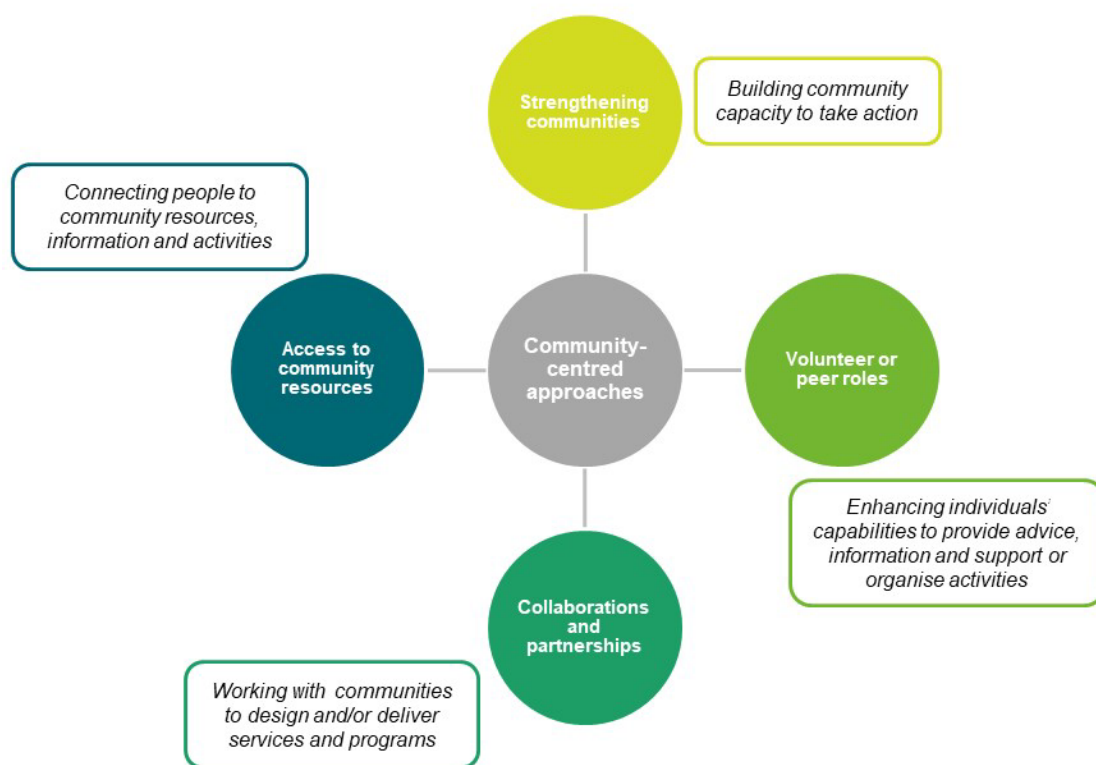 Strengthening
communities
Building community
capacity to take action
Connecting people to
community resources,
information and activities
Access to
community
resources
Community-
centred
approaches
Volunteer or
peer roles
Enhancing individuals'
capabilities to provide advice,
information and support or
organise activities
Collaborations
and
partnerships
Working with communities
to design and/or deliver
services and programs